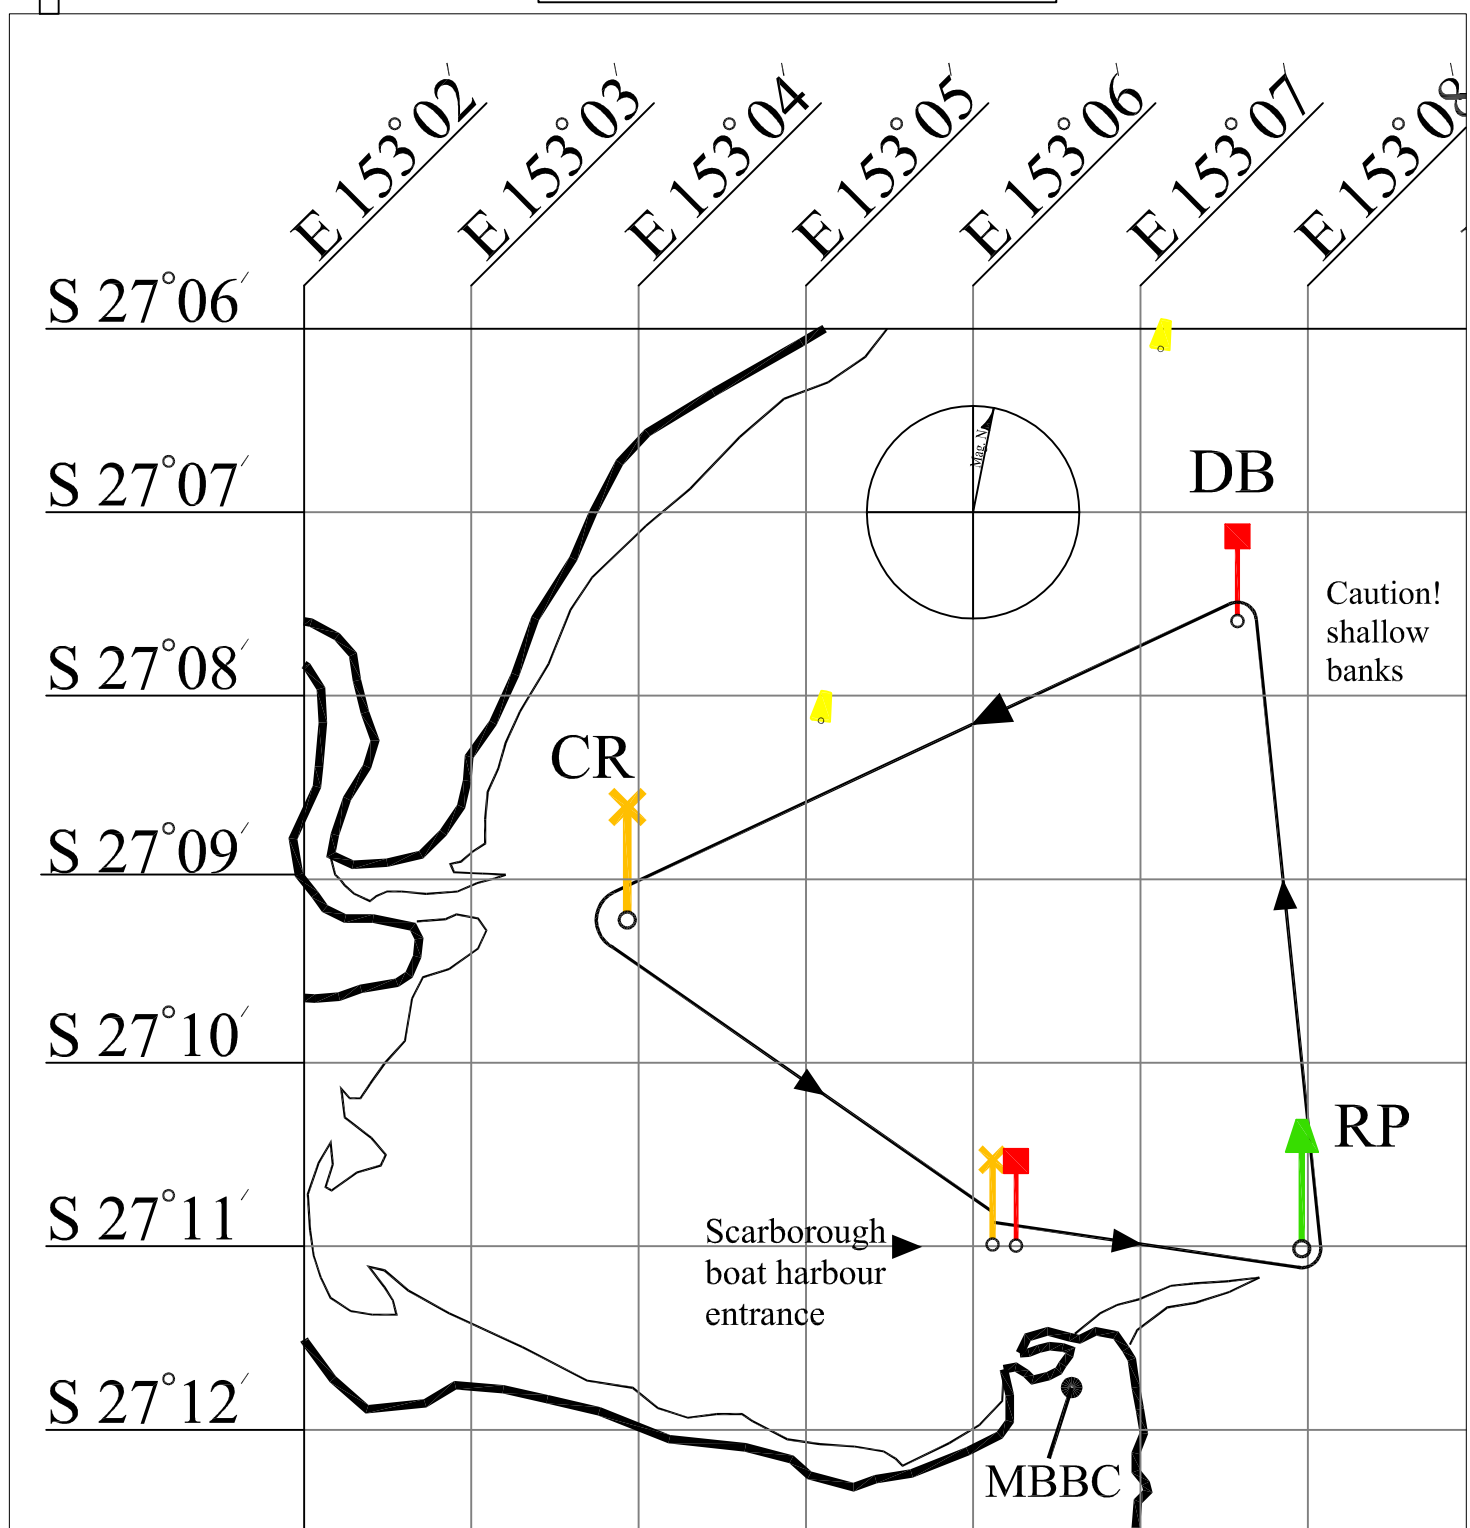 E 153°02′
E 153°03′
E 153°04′
E 153°05′
E 153°06′
E 153°07′
E 153°08′
S 27°06′
Mag. N
S 27°07′
DB
Caution!
shallow
banks
S 27°08′
CR
S 27°09′
S 27°10′
RP
S 27°11′
Scarborough
boat harbour
entrance
S 27°12′
MBBC